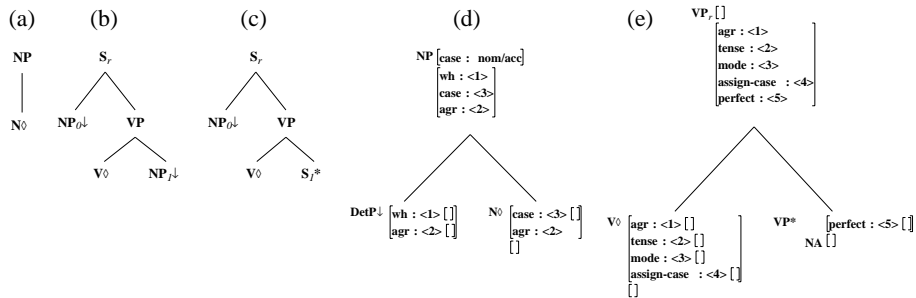 (a) (b) (c) (d) (e)
NP
N◊
S_r
NP_0↓ VP
V◊ NP_1↓
S_r
NP_0↓ VP
V◊ S_1*
NP [case : nom/acc]
[wh : <1>
case : <3>
agr : <2>]
DetP↓ [wh : <1> []
agr : <2> []]
N◊ [case : <3> []
agr : <2>]
[]
VP_r []
[agr : <1>
tense : <2>
mode : <3>
assign-case : <4>
perfect : <5>]
V◊ [agr : <1> []
tense : <2> []
mode : <3> []
assign-case : <4> []]
[]
VP* [perfect : <5> []]
NA []